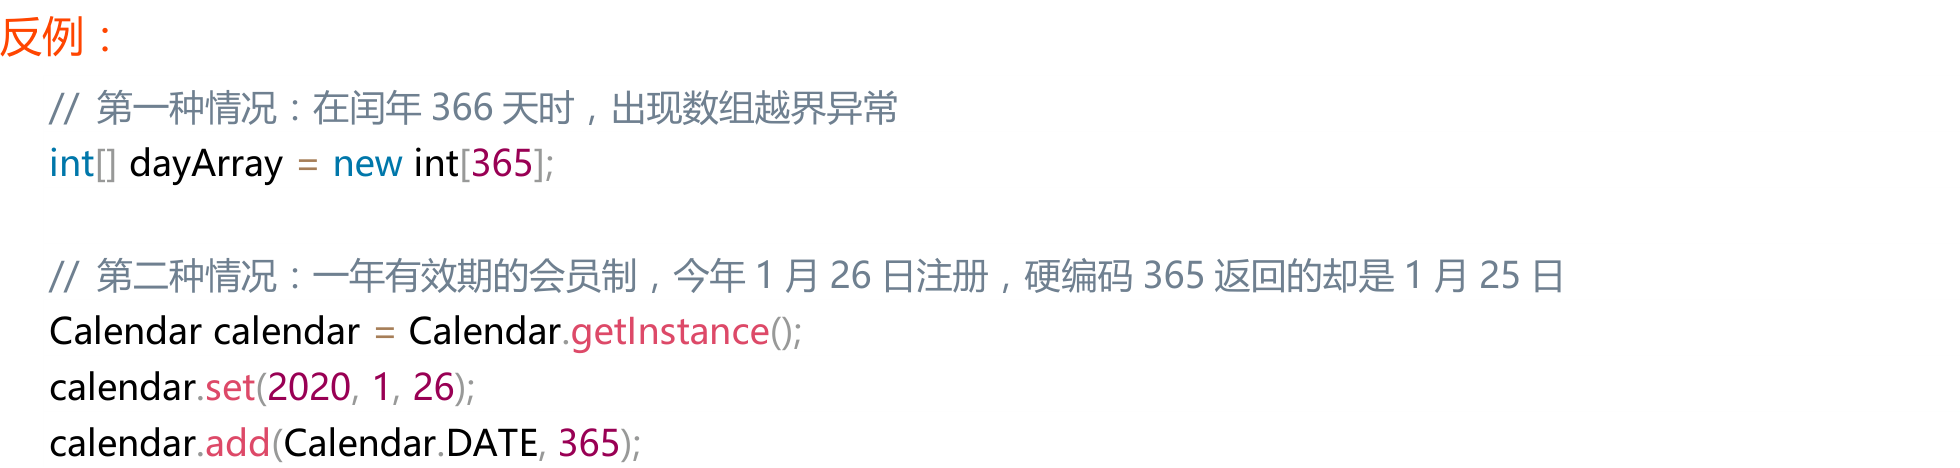 反例：
// 第一种情况：在闰年 366 天时，出现数组越界异常
int[] dayArray = new int[365];
// 第二种情况：一年有效期的会员制，今年 1 月 26 日注册，硬编码 365 返回的却是 1 月 25 日
Calendar calendar = Calendar.getInstance();
calendar.set(2020, 1, 26);
calendar.add(Calendar.DATE, 365);